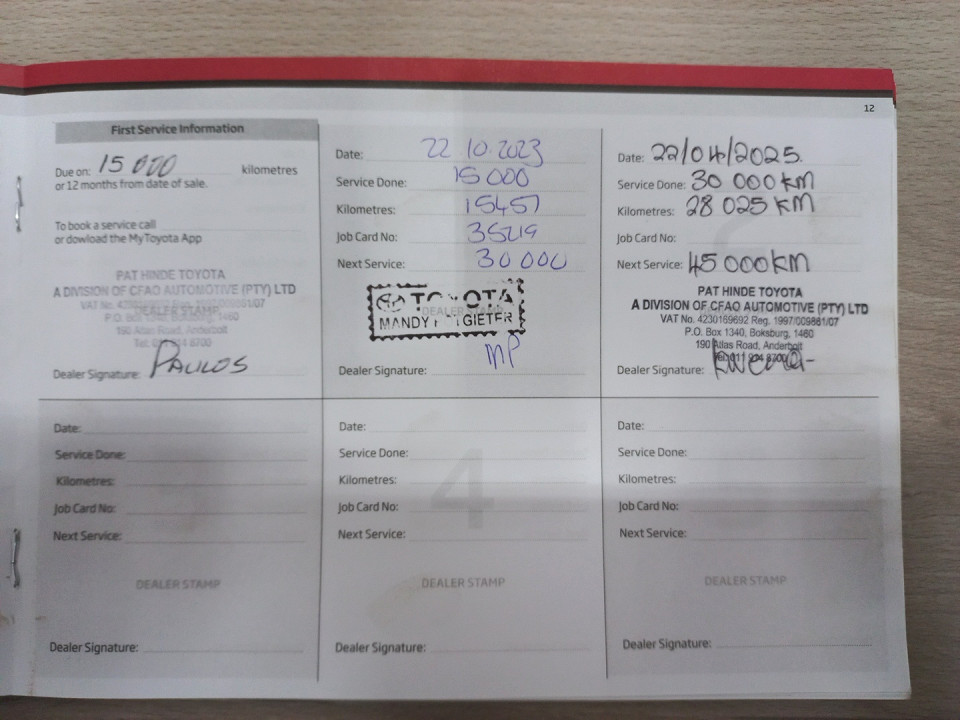 12
First Service Information
Due on: 15 000 kilometres
or 12 months from date of sale.
To book a service call
or dowload the MyToyota App
PAT HINDE TOYOTA
A DIVISION OF CFAO AUTOMOTIVE (PTY) LTD
DEALER STAMP
190 Atlas Road, Anderbolt
Dealer Signature: PAULOS
Date: 22 10.2023
Service Done: 15 000
Kilometres: 15457
Job Card No:
Next Service: 30 000
TOYOTA
MANDY
DEALER STAMP
MP
Dealer Signature:
Date: 22/04/2025.
Service Done: 30 000 km
Kilometres: 28 025 KM
Job Card No:
Next Service: 45 000 KM
PAT HINDE TOYOTA
A DIVISION OF CFAO AUTOMOTIVE (PTY) LTD
VAT No. 4230169692 Reg. 1997/009881/07
P.O. Box 1340, Boksburg, 1460
190 Atlas Road, Anderbolt
Dealer Signature:
Date:
Service Done:
Kilometres:
Job Card No:
Next Service:
DEALER STAMP
Dealer Signature:
4
Date:
Service Done:
Kilometres:
Job Card No:
Next Service:
DEALER STAMP
Dealer Signature:
Date:
Service Done:
Kilometres:
Job Card No:
Next Service:
DEALER STAMP
Dealer Signature: